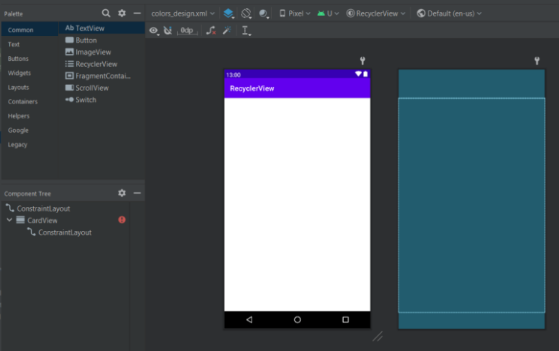 Palette
colors_design.xml
Pixel
U
RecyclerView
Default (en-us)
Common
Text
Buttons
Widgets
Layouts
Containers
Helpers
Google
Legacy
Ab TextView
Button
ImageView
RecyclerView
FragmentContai...
ScrollView
Switch
0dp
13:00
RecyclerView
Component Tree
ConstraintLayout
CardView
ConstraintLayout